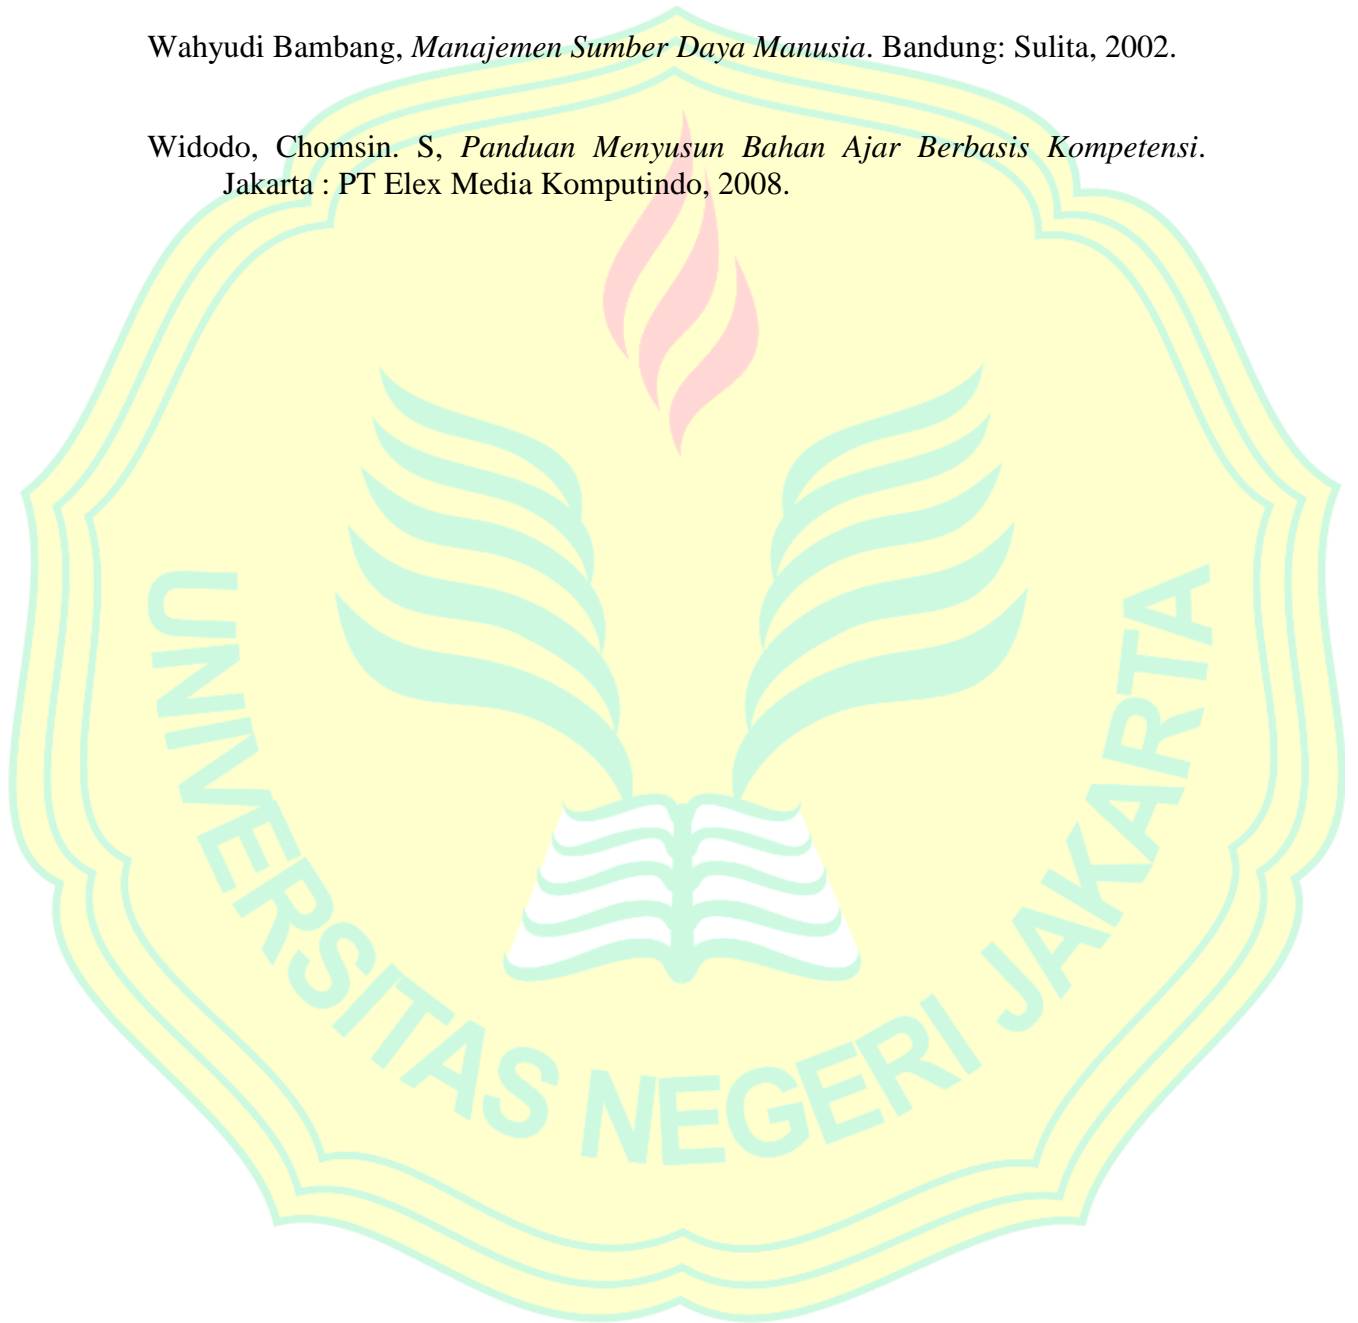 Wahyudi Bambang, Manajemen Sumber Daya Manusia. Bandung: Sulita, 2002.
Widodo, Chomsin. S, Panduan Menyusun Bahan Ajar Berbasis Kompetensi.
Jakarta : PT Elex Media Komputindo, 2008.
UNIVERSITAS NEGERI JAKARTA